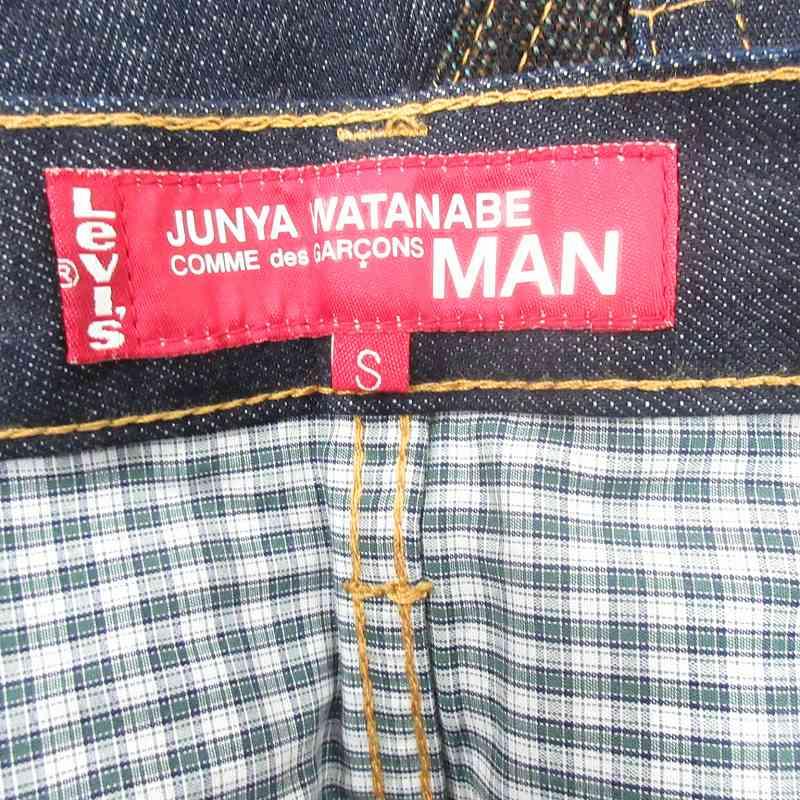 Levi's
®
JUNYA WATANABE
COMME des GARÇONS MAN
S